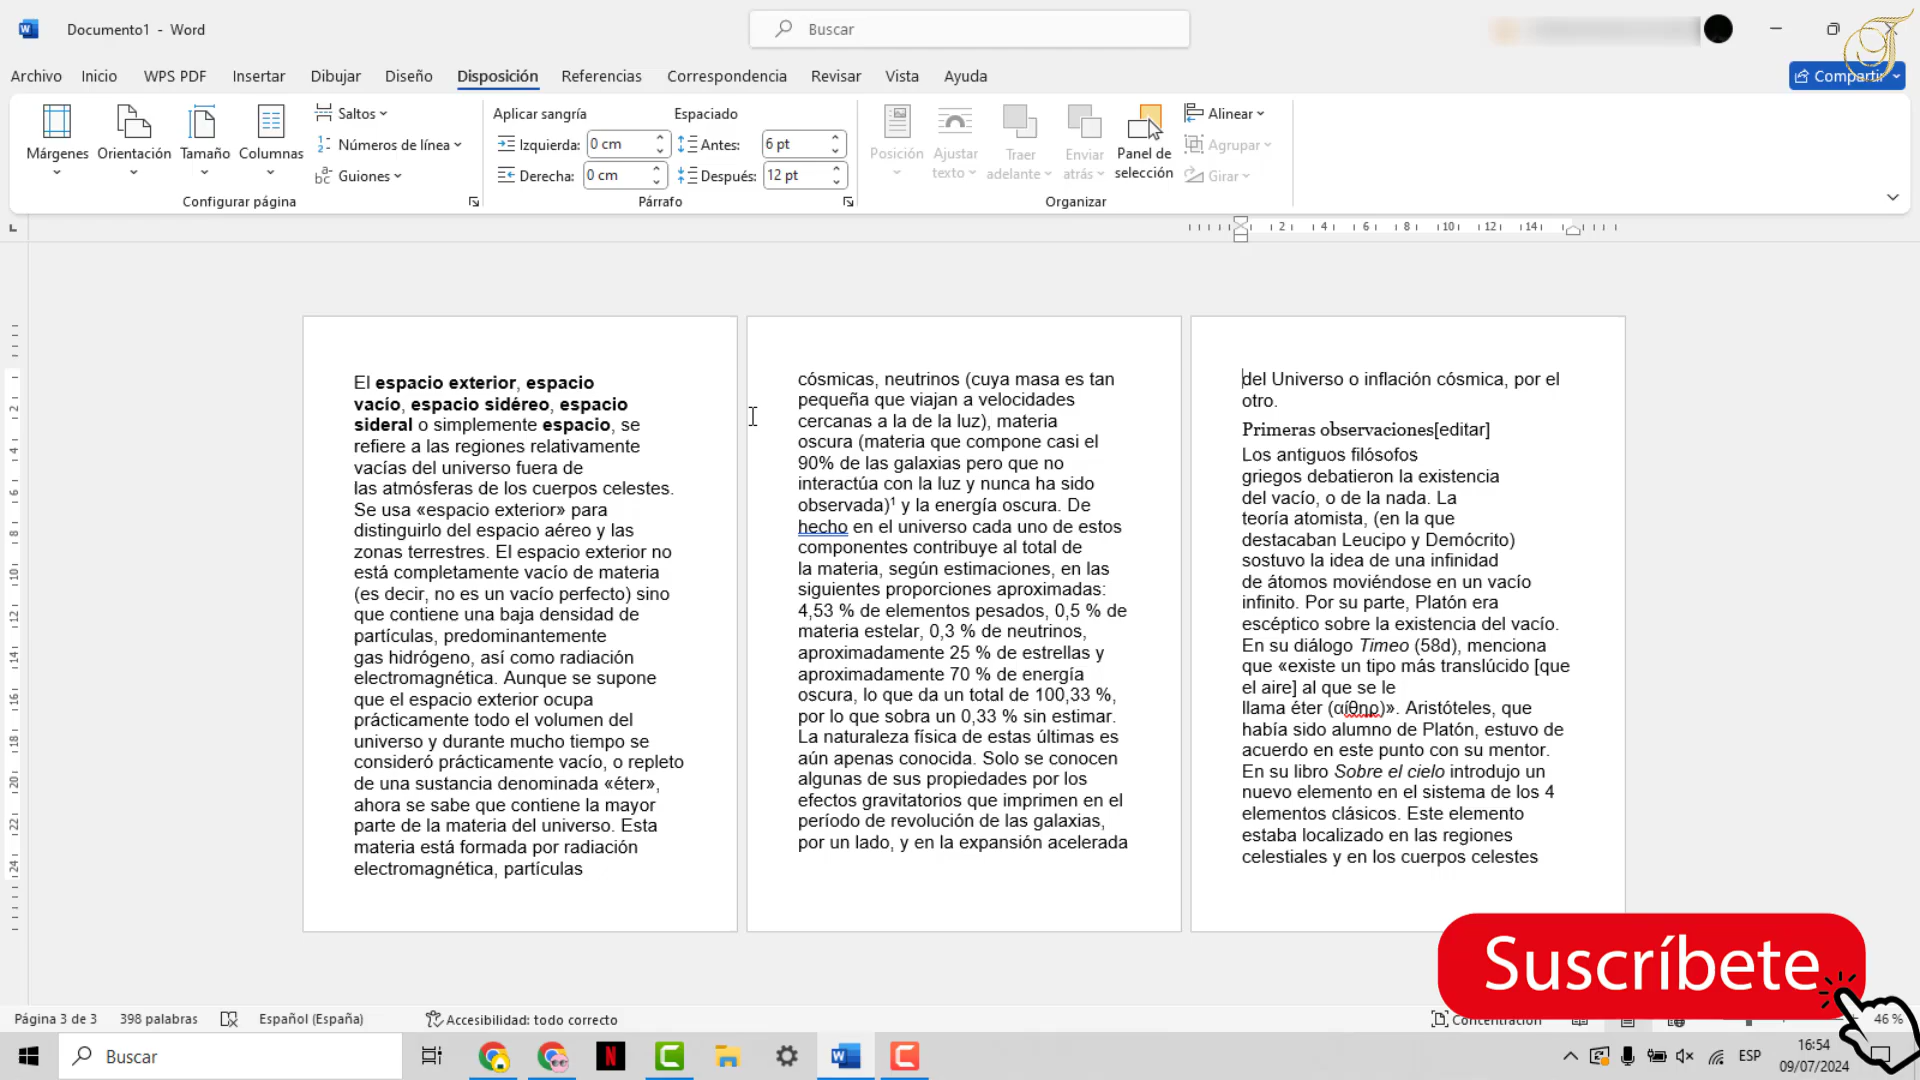 Documento1 - Word
Buscar
Archivo Inicio WPS PDF Insertar Dibujar Diseño Disposición Referencias Correspondencia Revisar Vista Ayuda
Compartir
Márgenes Orientación Tamaño Columnas
Saltos
Números de línea
Guiones
Configurar página
Aplicar sangría Espaciado
Izquierda: 0 cm Antes: 6 pt
Derecha: 0 cm Después: 12 pt
Párrafo
Posición Ajustar texto Traer adelante Enviar atrás Panel de selección
Alinear
Agrupar
Girar
Organizar
2 4 6 8 10 12 14
2 4 6 8 10 12 14 16 18 20 22 24
El espacio exterior, espacio
vacío, espacio sidéreo, espacio
sideral o simplemente espacio, se
refiere a las regiones relativamente
vacías del universo fuera de
las atmósferas de los cuerpos celestes.
Se usa «espacio exterior» para
distinguirlo del espacio aéreo y las
zonas terrestres. El espacio exterior no
está completamente vacío de materia
(es decir, no es un vacío perfecto) sino
que contiene una baja densidad de
partículas, predominantemente
gas hidrógeno, así como radiación
electromagnética. Aunque se supone
que el espacio exterior ocupa
prácticamente todo el volumen del
universo y durante mucho tiempo se
consideró prácticamente vacío, o repleto
de una sustancia denominada «éter»,
ahora se sabe que contiene la mayor
parte de la materia del universo. Esta
materia está formada por radiación
electromagnética, partículas
cósmicas, neutrinos (cuya masa es tan
pequeña que viajan a velocidades
cercanas a la de la luz), materia
oscura (materia que compone casi el
90% de las galaxias pero que no
interactúa con la luz y nunca ha sido
observada)¹ y la energía oscura. De
hecho en el universo cada uno de estos
componentes contribuye al total de
la materia, según estimaciones, en las
siguientes proporciones aproximadas:
4,53 % de elementos pesados, 0,5 % de
materia estelar, 0,3 % de neutrinos,
aproximadamente 25 % de estrellas y
aproximadamente 70 % de energía
oscura, lo que da un total de 100,33 %,
por lo que sobra un 0,33 % sin estimar.
La naturaleza física de estas últimas es
aún apenas conocida. Solo se conocen
algunas de sus propiedades por los
efectos gravitatorios que imprimen en el
período de revolución de las galaxias,
por un lado, y en la expansión acelerada
del Universo o inflación cósmica, por el
otro.
Primeras observaciones[editar]
Los antiguos filósofos
griegos debatieron la existencia
del vacío, o de la nada. La
teoría atomista, (en la que
destacaban Leucipo y Demócrito)
sostuvo la idea de una infinidad
de átomos moviéndose en un vacío
infinito. Por su parte, Platón era
escéptico sobre la existencia del vacío.
En su diálogo Timeo (58d), menciona
que «existe un tipo más translúcido [que
el aire] al que se le
llama éter (αίθηρ)». Aristóteles, que
había sido alumno de Platón, estuvo de
acuerdo en este punto con su mentor.
En su libro Sobre el cielo introdujo un
nuevo elemento en el sistema de los 4
elementos clásicos. Este elemento
estaba localizado en las regiones
celestiales y en los cuerpos celestes
Suscríbete
Página 3 de 3 398 palabras Español (España) Accesibilidad: todo correcto Concentración 46 %
Buscar
ESP
16:54
09/07/2024